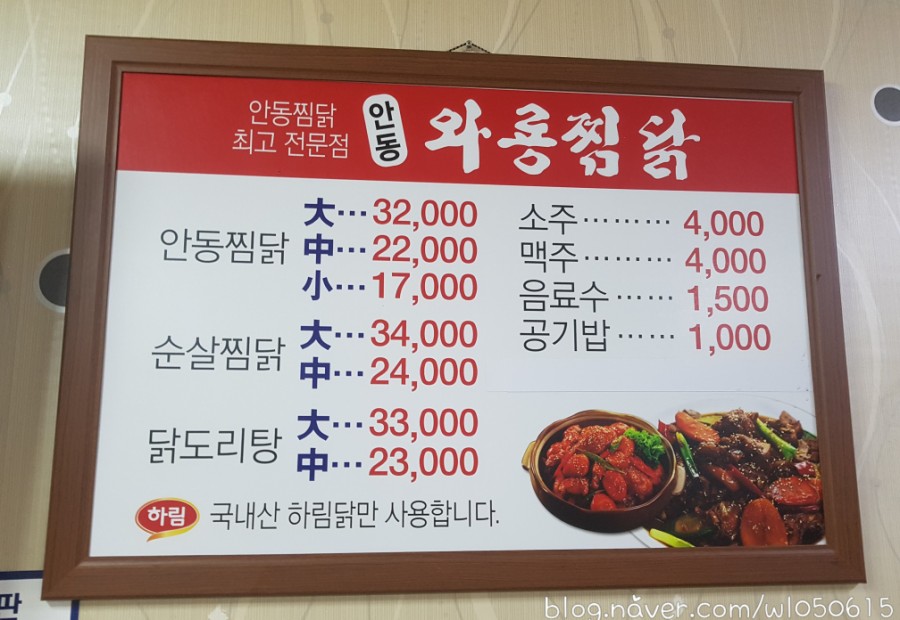 안동찜닭
최고 전문점
안동 와룡찜닭
안동찜닭
大···32,000
中···22,000
小···17,000
순살찜닭
大···34,000
中···24,000
닭도리탕
大···33,000
中···23,000
소주········· 4,000
맥주········· 4,000
음료수······ 1,500
공기밥······ 1,000
하림 국내산 하림닭만 사용합니다.
딴
blog.naver.com/wl050615